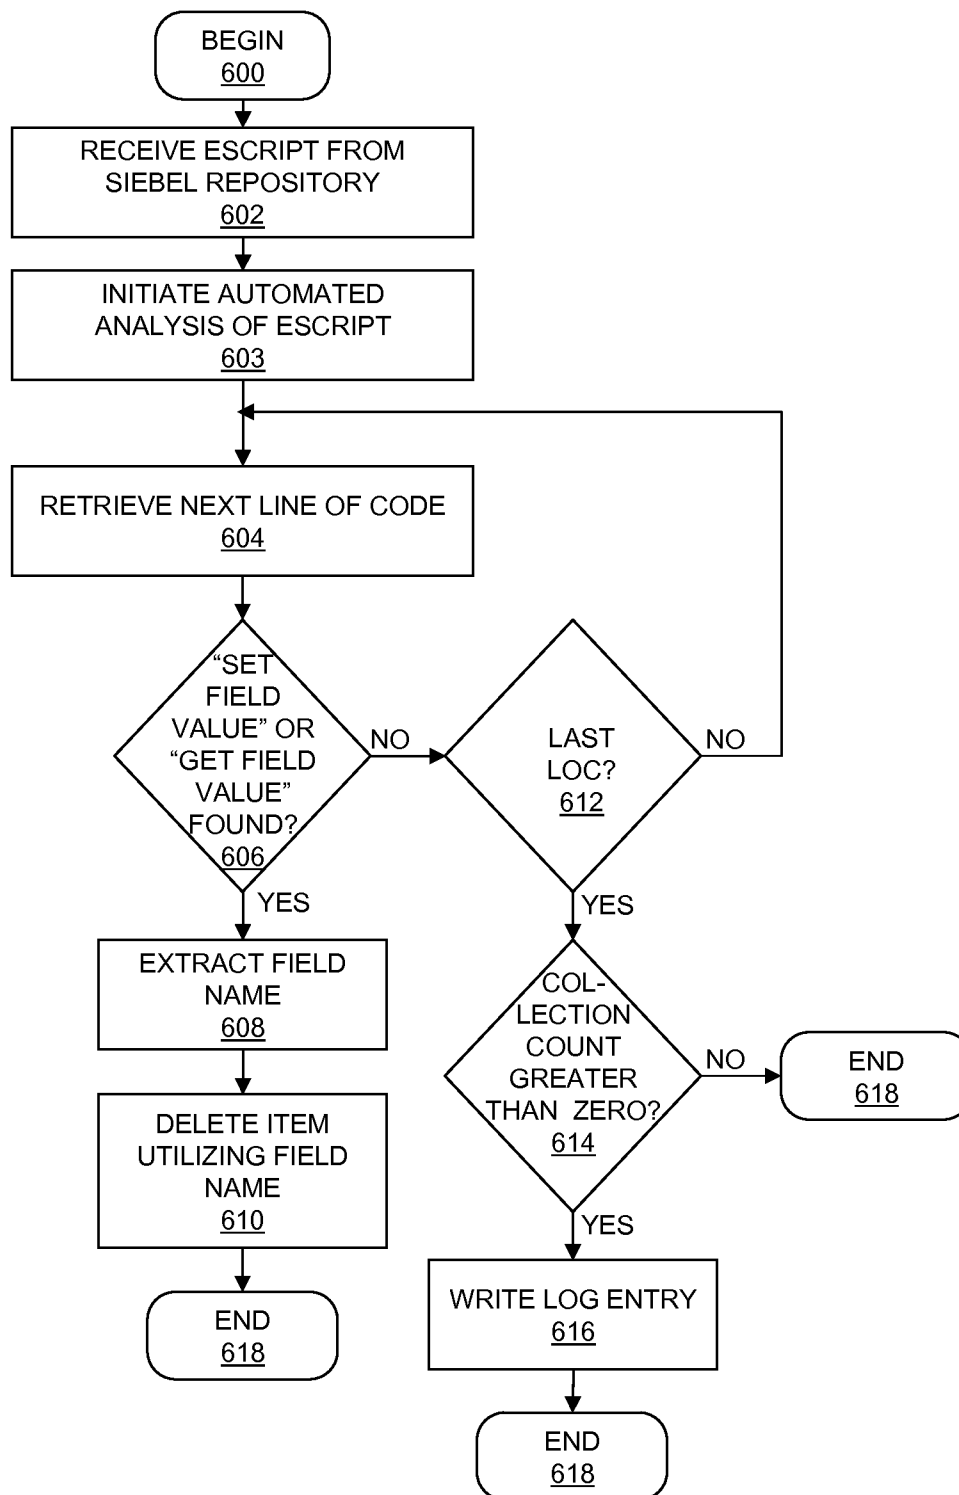 BEGIN
600
RECEIVE ESCRIPT FROM
SIEBEL REPOSITORY
602
INITIATE AUTOMATED
ANALYSIS OF ESCRIPT
603
RETRIEVE NEXT LINE OF CODE
604
“SET
FIELD
VALUE” OR
“GET FIELD
VALUE”
FOUND?
606
NO
LAST
LOC?
612
NO
YES
YES
EXTRACT FIELD
NAME
608
COL-
LECTION
COUNT
GREATER
THAN ZERO?
614
NO
END
618
DELETE ITEM
UTILIZING FIELD
NAME
610
YES
END
618
WRITE LOG ENTRY
616
END
618